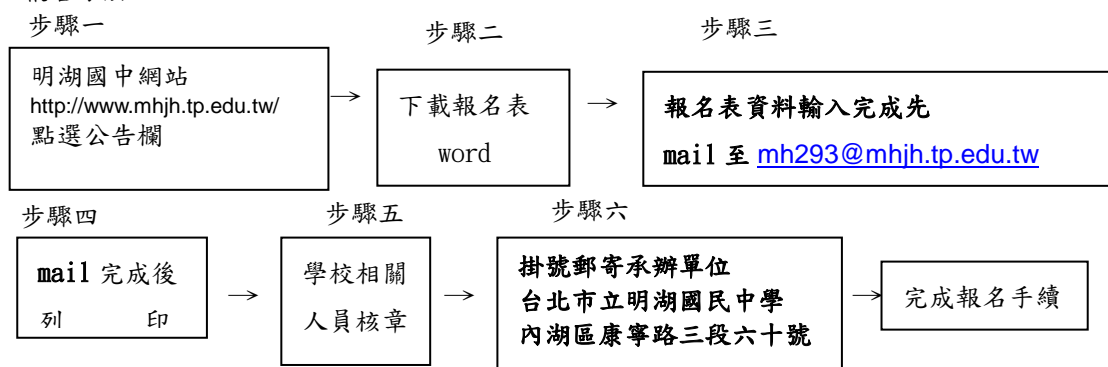 步驟一
步驟二
步驟三
明湖國中網站
http://www.mhjh.tp.edu.tw/
點選公告欄
→
下載報名表
word
→
報名表資料輸入完成先
mail 至 mh293@mhjh.tp.edu.tw
步驟四
步驟五
步驟六
mail 完成後
列 印
→
學校相關
人員核章
→
掛號郵寄承辦單位
台北市立明湖國民中學
內湖區康寧路三段六十號
→
完成報名手續